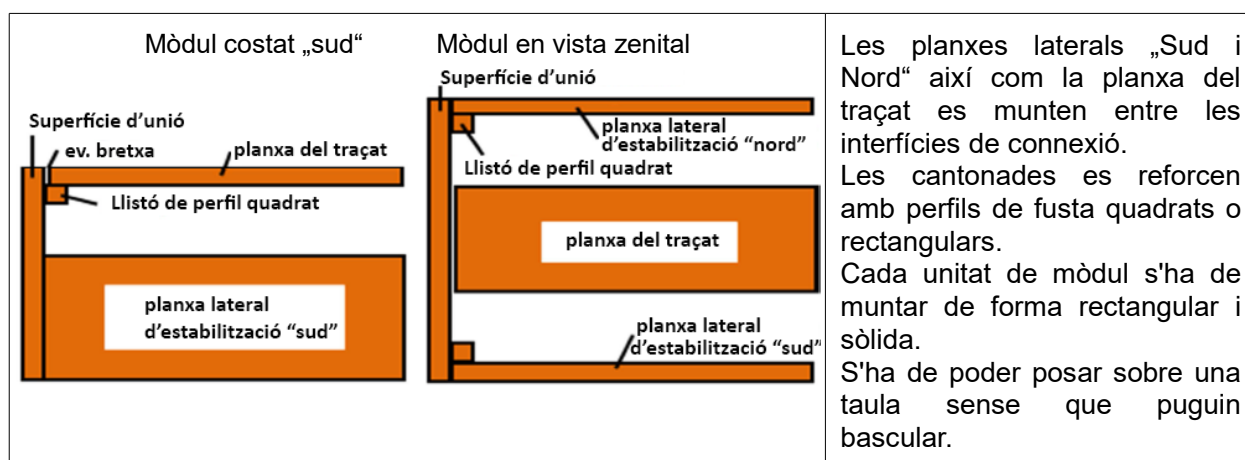 Mòdul costat „sud“
Superfície d’unió
ev. bretxa
planxa del traçat
Llistó de perfil quadrat
planxa lateral
d’estabilització “sud”
Mòdul en vista zenital
Superfície d’unió
planxa lateral
d’estabilització “nord”
Llistó de perfil quadrat
planxa del traçat
planxa lateral
d’estabilització “sud”
Les planxes laterals „Sud i
Nord“ així com la planxa del
traçat es munten entre les
interfícies de connexió.
Les cantonades es reforcen
amb perfils de fusta quadrats o
rectangulars.
Cada unitat de mòdul s'ha de
muntar de forma rectangular i
sòlida.
S'ha de poder posar sobre una
taula sense que puguin
bascular.